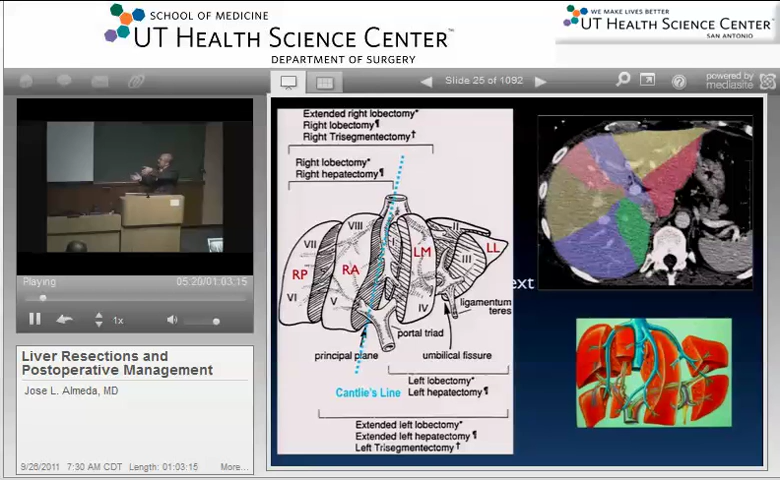 SCHOOL OF MEDICINE
UT HEALTH SCIENCE CENTER™
DEPARTMENT OF SURGERY
WE MAKE LIVES BETTER
UT HEALTH SCIENCE CENTER
SAN ANTONIO
Slide 25 of 1092
powered by
mediasite
Playing
05:20/01:03:15
1x
Liver Resections and
Postoperative Management
Jose L. Almeda, MD
9/26/2011 7:30 AM CDT Length: 01:03:15 More...
Extended right lobectomy*
Right lobectomy¶
Right Trisegmentectomy†
Right lobectomy*
Right hepatectomy¶
VIII
II
VII
I
LM
LL
RP
RA
III
VI
V
IV
ext
ligamentum
teres
portal triad
principal plane
umbilical fissure
Left lobectomy*
Cantlie's Line
Left hepatectomy¶
Extended left lobectomy*
Extended left hepatectomy¶
Left Trisegmentectomy†